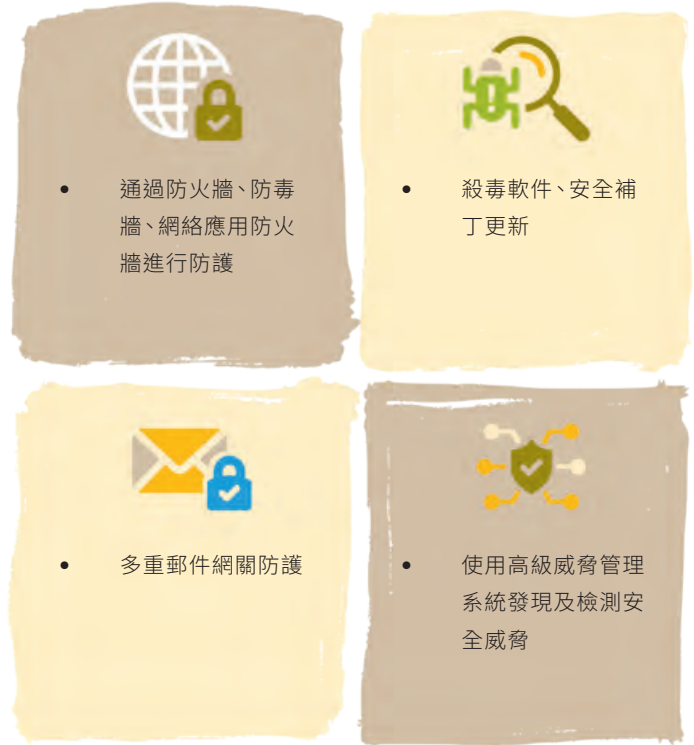 • 通過防火牆、防毒
牆、網絡應用防火
牆進行防護
• 殺毒軟件、安全補
丁更新
• 多重郵件網關防護
• 使用高級威脅管理
系統發現及檢測安
全威脅